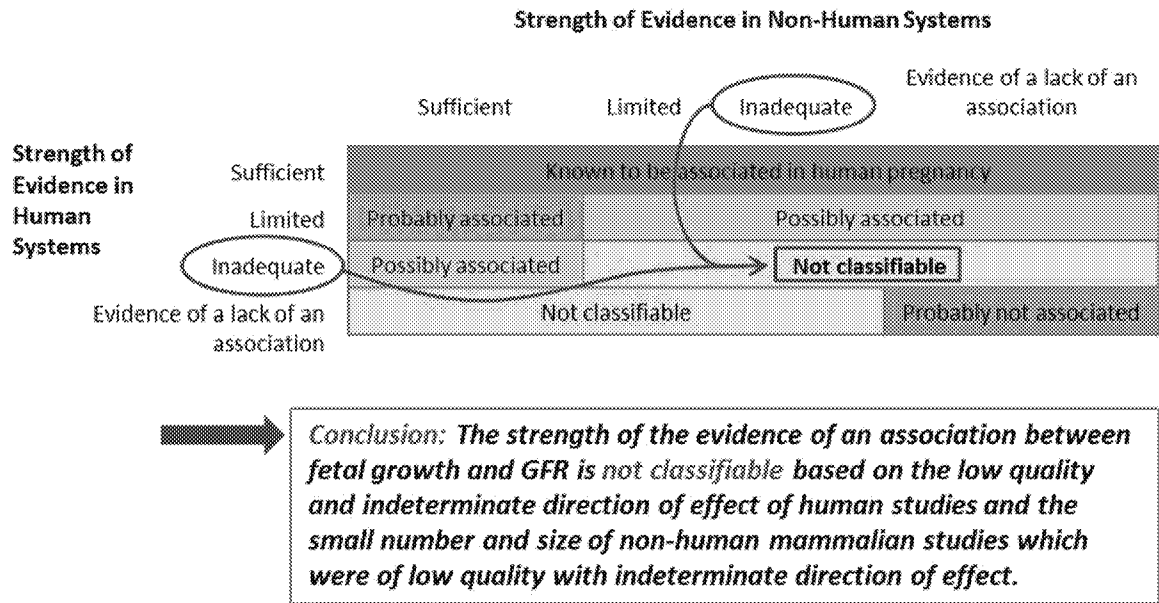 Strength of Evidence in Non-Human Systems
Sufficient Limited Inadequate Evidence of a lack of an
association
Strength of
Evidence in
Human
Systems
Sufficient Known to be associated in human pregnancy
Limited Probably associated Possibly associated
Inadequate Possibly associated Not classifiable
Evidence of a lack of an
association
Not classifiable Probably not associated
Conclusion: The strength of the evidence of an association between
fetal growth and GFR is not classifiable based on the low quality
and indeterminate direction of effect of human studies and the
small number and size of non-human mammalian studies which
were of low quality with indeterminate direction of effect.